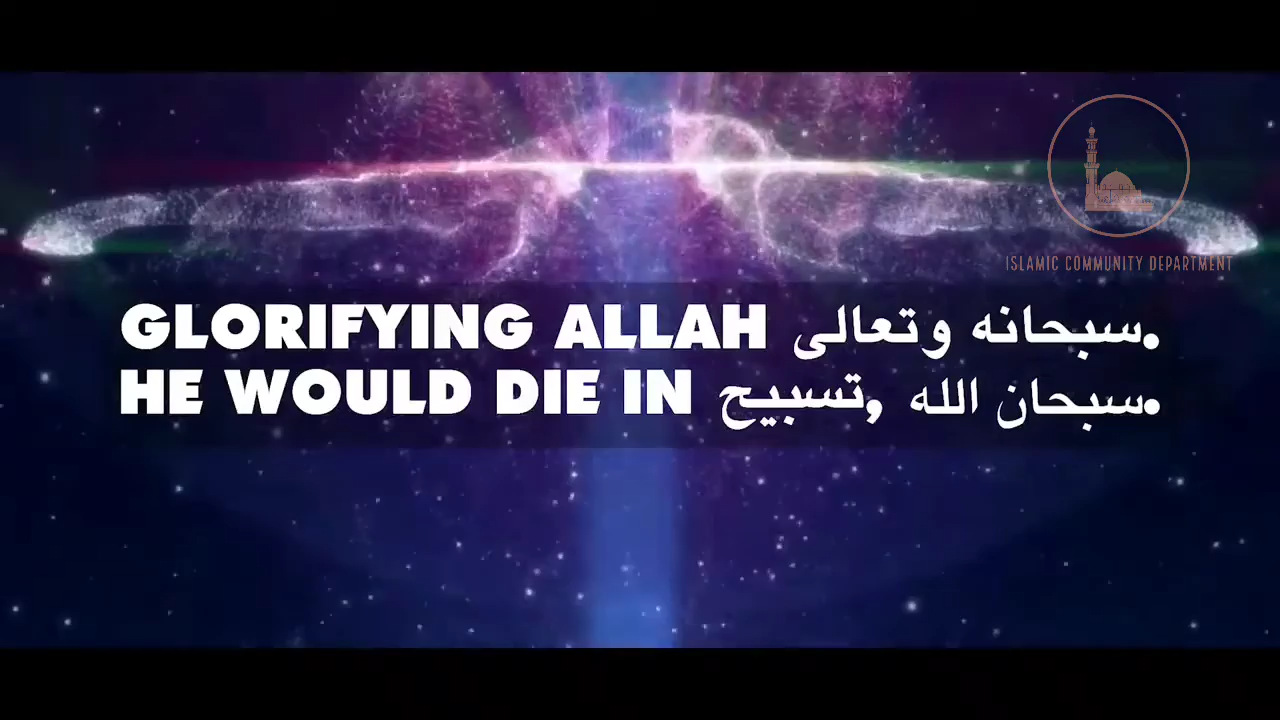 ISLAMIC COMMUNITY DEPARTMENT
GLORIFYING ALLAH سبحانه وتعالى.
HE WOULD DIE IN تسبيح, سبحان الله.